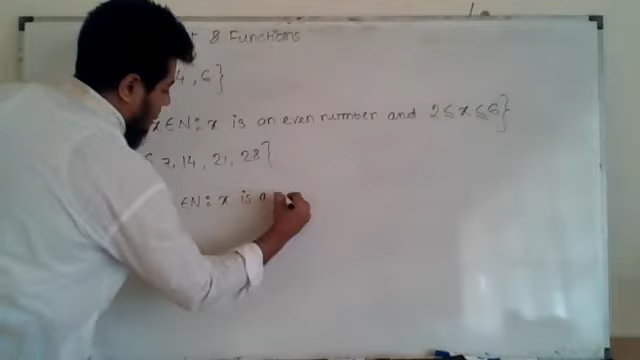 8 Functions
4, 6}
x ∈ N : x is an even number and 2 ≤ x ≤ 6}
7, 14, 21, 28}
∈ N : x is a